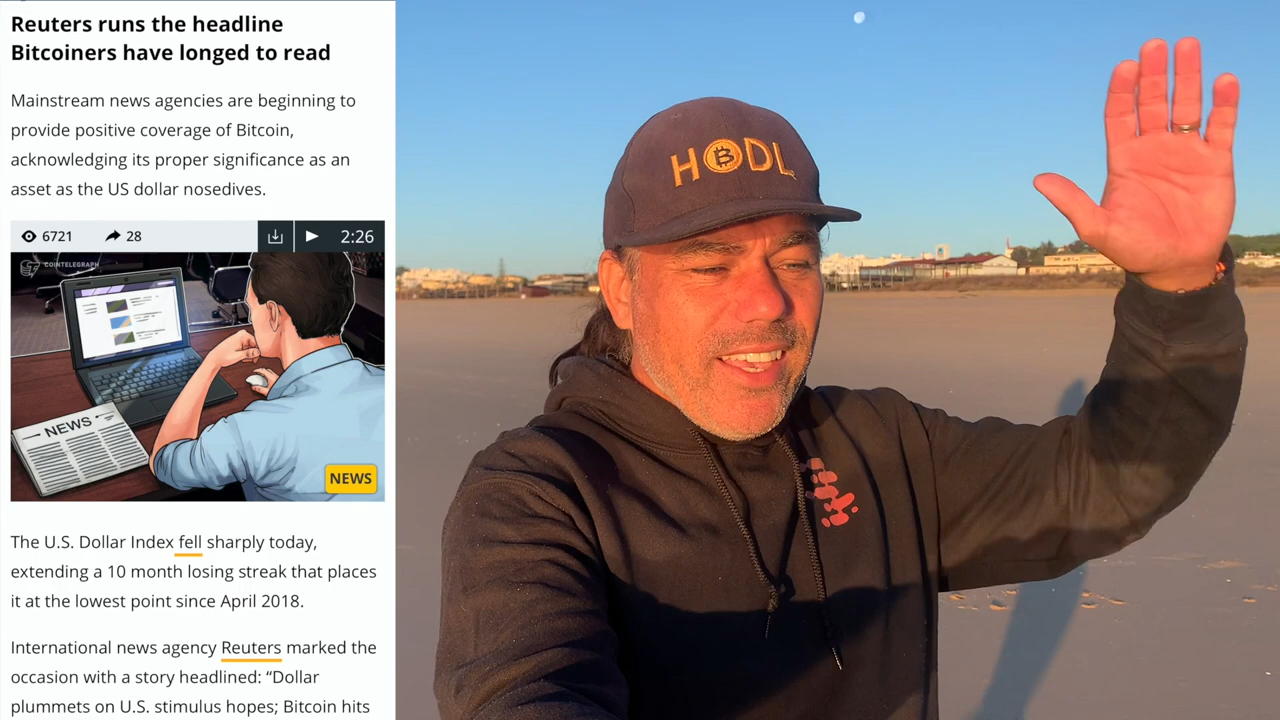 Reuters runs the headline
Bitcoiners have longed to read
Mainstream news agencies are beginning to
provide positive coverage of Bitcoin,
acknowledging its proper significance as an
asset as the US dollar nosedives.
6721 28 2:26
COINTELEGRAPH
NEWS
NEWS
The U.S. Dollar Index fell sharply today,
extending a 10 month losing streak that places
it at the lowest point since April 2018.
International news agency Reuters marked the
occasion with a story headlined: “Dollar
plummets on U.S. stimulus hopes; Bitcoin hits
HODL